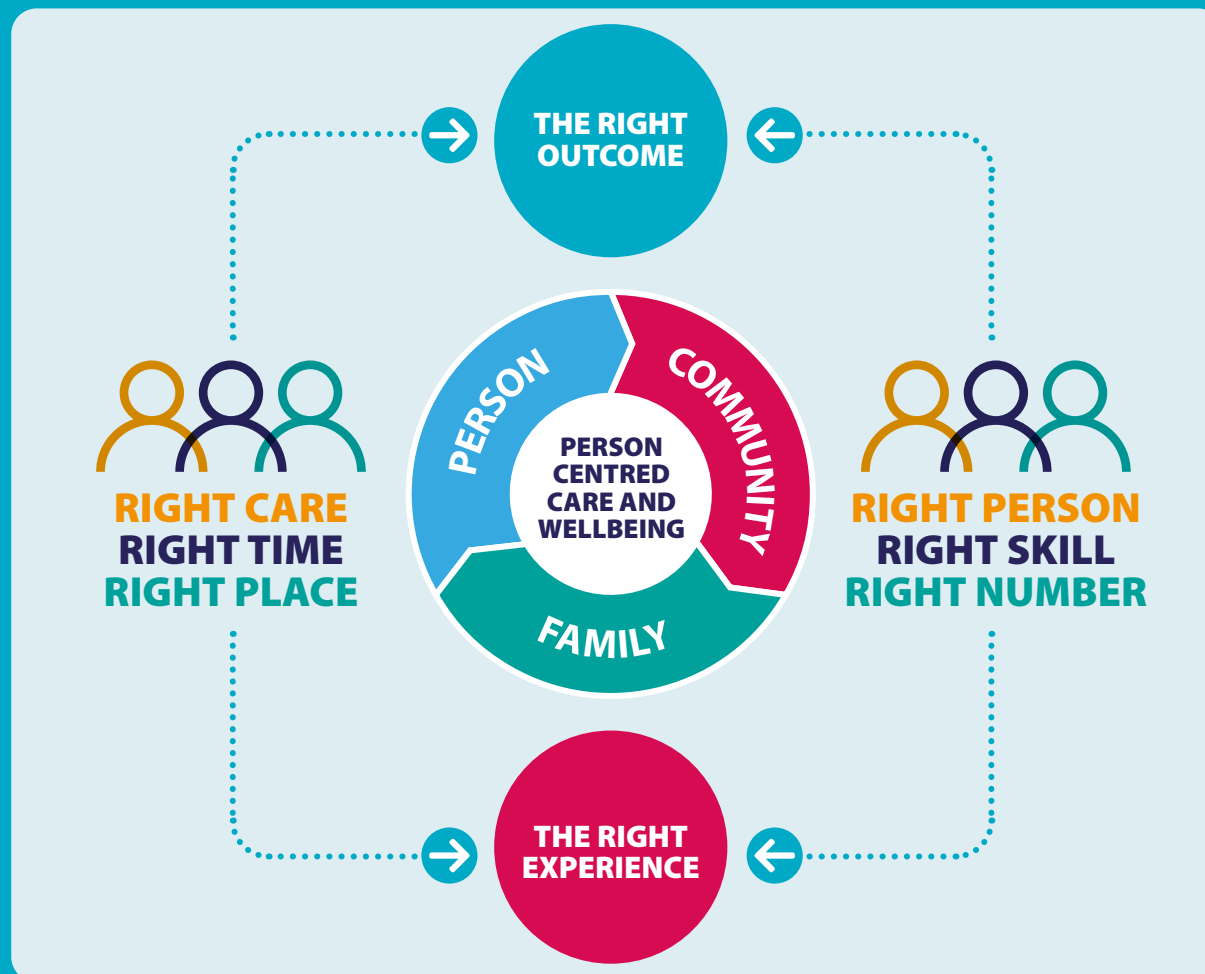 THE RIGHT
OUTCOME
PERSON
COMMUNITY
FAMILY
PERSON
CENTRED
CARE AND
WELLBEING
RIGHT CARE
RIGHT TIME
RIGHT PLACE
RIGHT PERSON
RIGHT SKILL
RIGHT NUMBER
THE RIGHT
EXPERIENCE